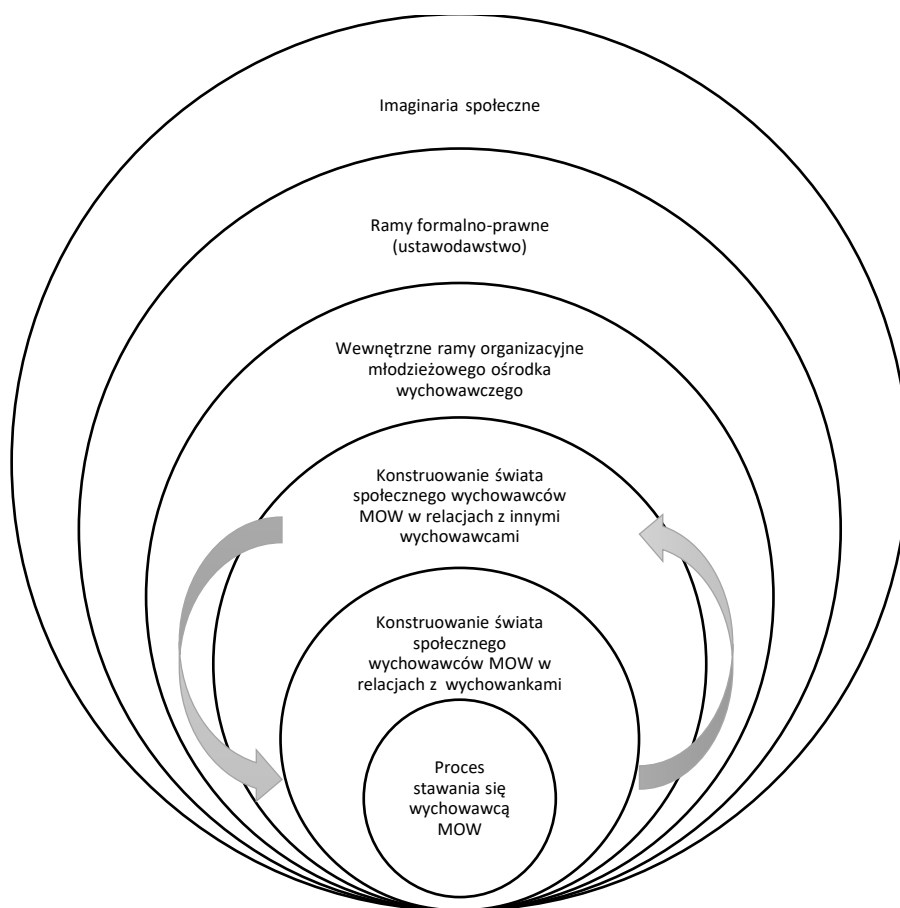 Imaginaria społeczne
Ramy formalno-prawne
(ustawodawstwo)
Wewnętrzne ramy organizacyjne
młodzieżowego ośrodka
wychowawczego
Konstruowanie świata
społecznego wychowawców
MOW w relacjach z innymi
wychowawcami
Konstruowanie świata
społecznego
wychowawców MOW w
relacjach z wychowankami
Proces
stawania się
wychowawcą
MOW